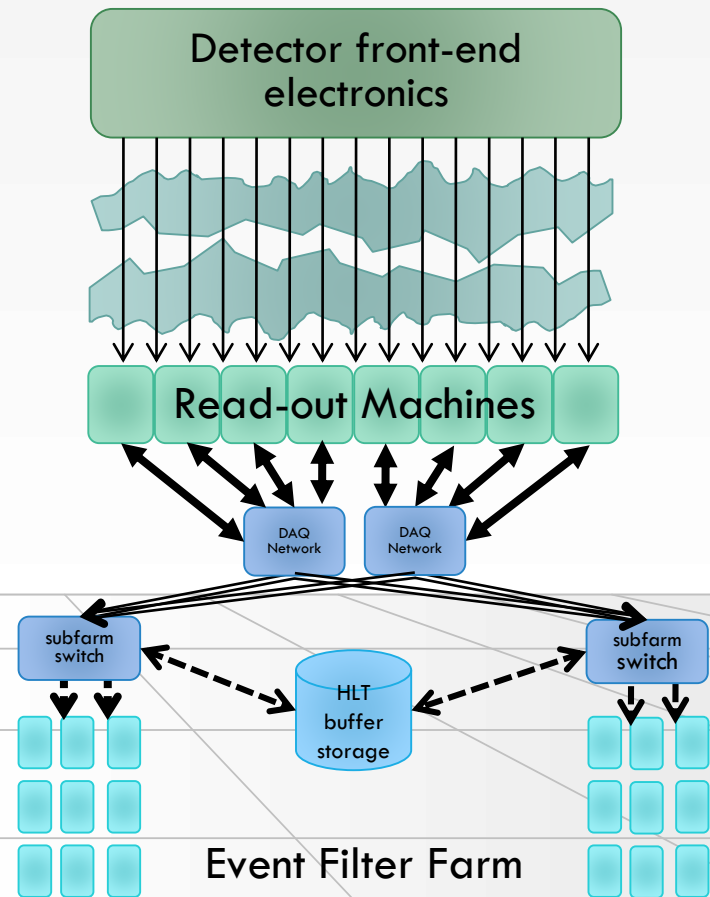 Detector front-end
electronics
Read-out Machines
DAQ
Network
DAQ
Network
subfarm
switch
subfarm
switch
HLT
buffer
storage
Event Filter Farm